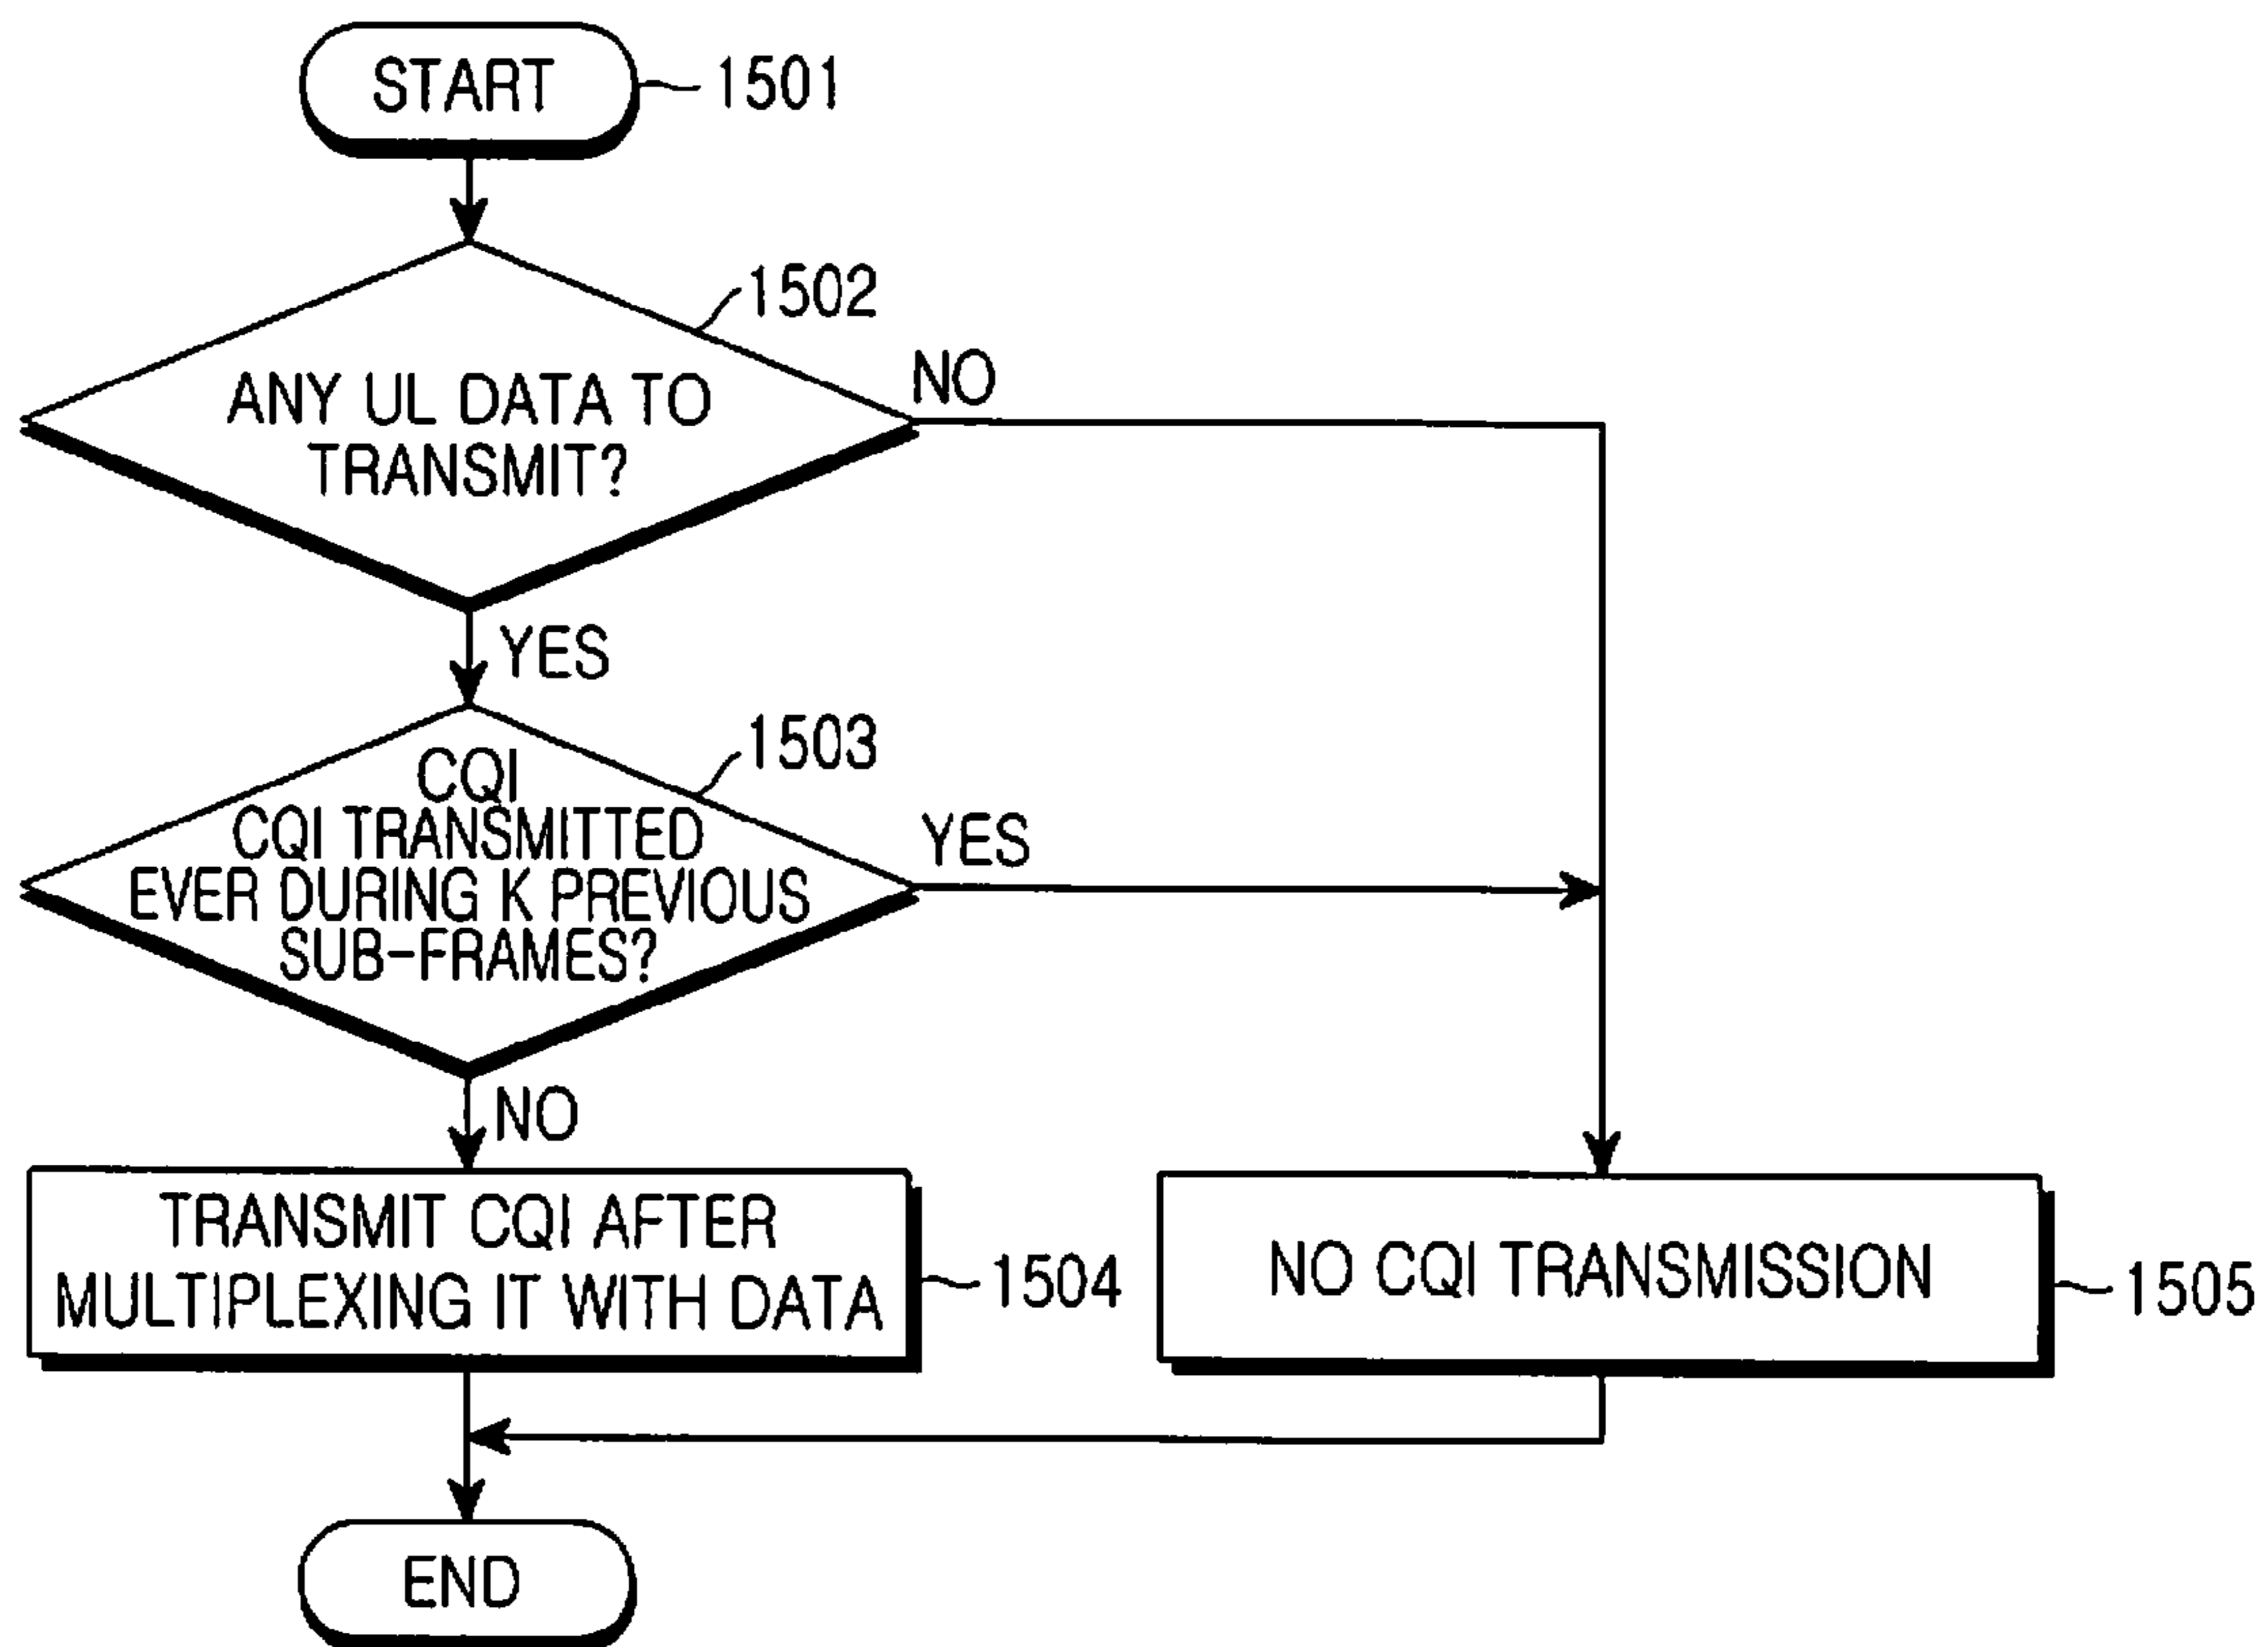 START
1501
1502
ANY UL DATA TO
TRANSMIT?
NO
YES
1503
CQI
CQI TRANSMITTED
EVER DURING K PREVIOUS
SUB-FRAMES?
YES
NO
TRANSMIT CQI AFTER
MULTIPLEXING IT WITH DATA
1504
NO CQI TRANSMISSION
1505
END